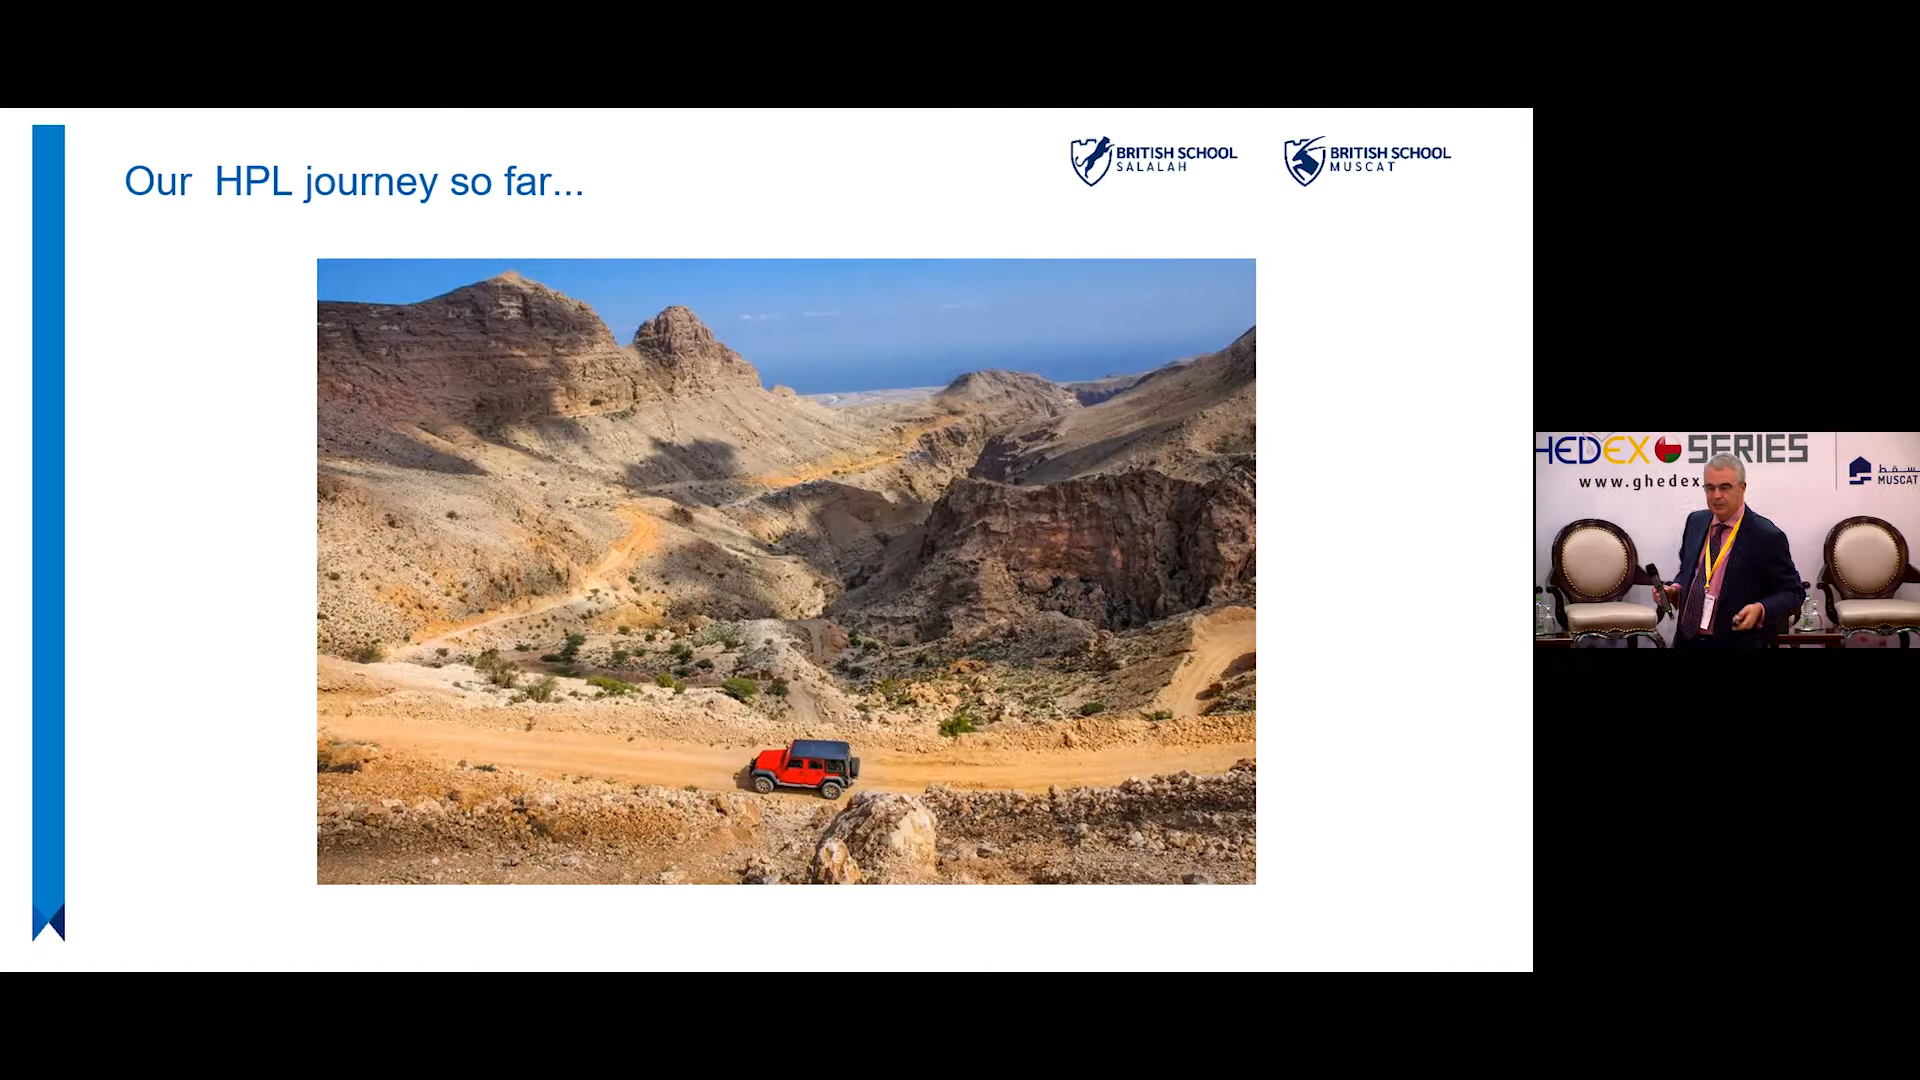 Our  HPL journey so far...
BRITISH SCHOOL
SALALAH
BRITISH SCHOOL
MUSCAT
HEDEX SERIES
www.ghedex.
MUSCAT